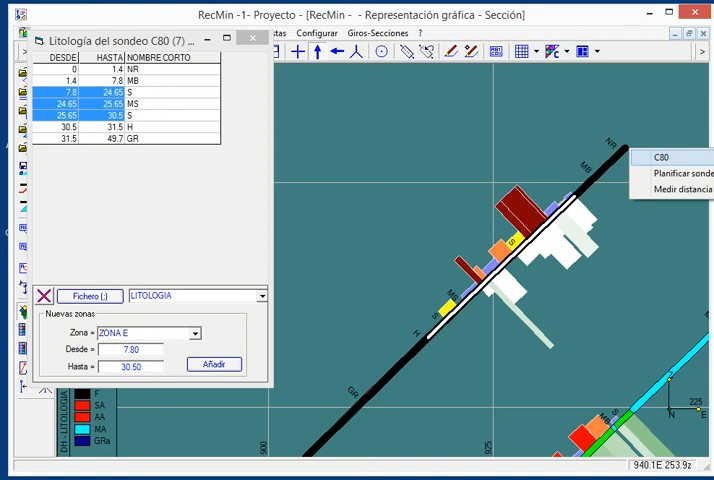 RecMin -1- Proyecto - [RecMin - - Representación gráfica - Sección]
tas Configurar Giros-Secciones ?
Litología del sondeo C80 (7) ...
DESDE HASTA NOMBRE CORTO
0 1.4 NR
1.4 7.8 MB
7.8 24.65 S
24.65 25.65 MS
25.65 30.5 S
30.5 31.5 H
31.5 49.7 GR
Fichero (;) LITOLOGIA
Nuevas zonas
Zona = ZONA E
Desde = 7.80
Hasta = 30.50
Añadir
NR
MB
S
MS
S
H
GR
C80
Planificar sonde
Medir distancia
DH - LITOLOGIA
F
SA
AA
MA
GRa
900
925
MB
S
225
N E
940.1E 253.9z